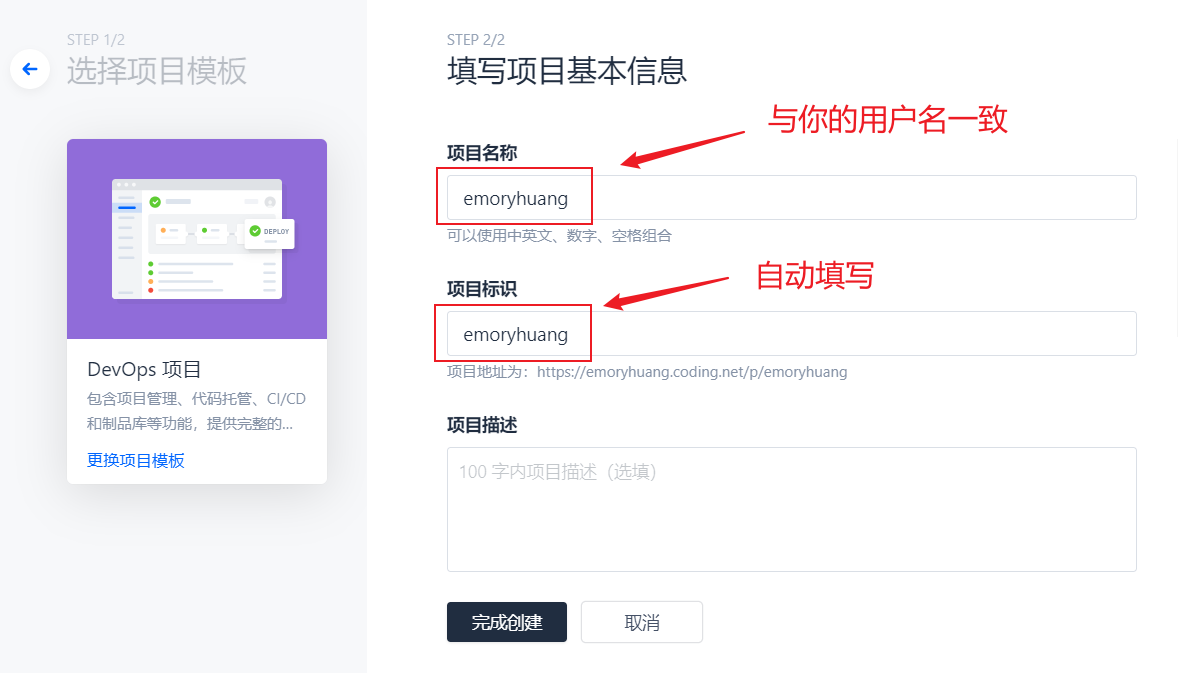 STEP 1/2
选择项目模板
DEPLOY
DevOps 项目
包含项目管理、代码托管、CI/CD
和制品库等功能，提供完整的...
更换项目模板
STEP 2/2
填写项目基本信息
与你的用户名一致
项目名称
emoryhuang
可以使用中英文、数字、空格组合
自动填写
项目标识
emoryhuang
项目地址为：https://emoryhuang.coding.net/p/emoryhuang
项目描述
100 字内项目描述（选填）
完成创建
取消